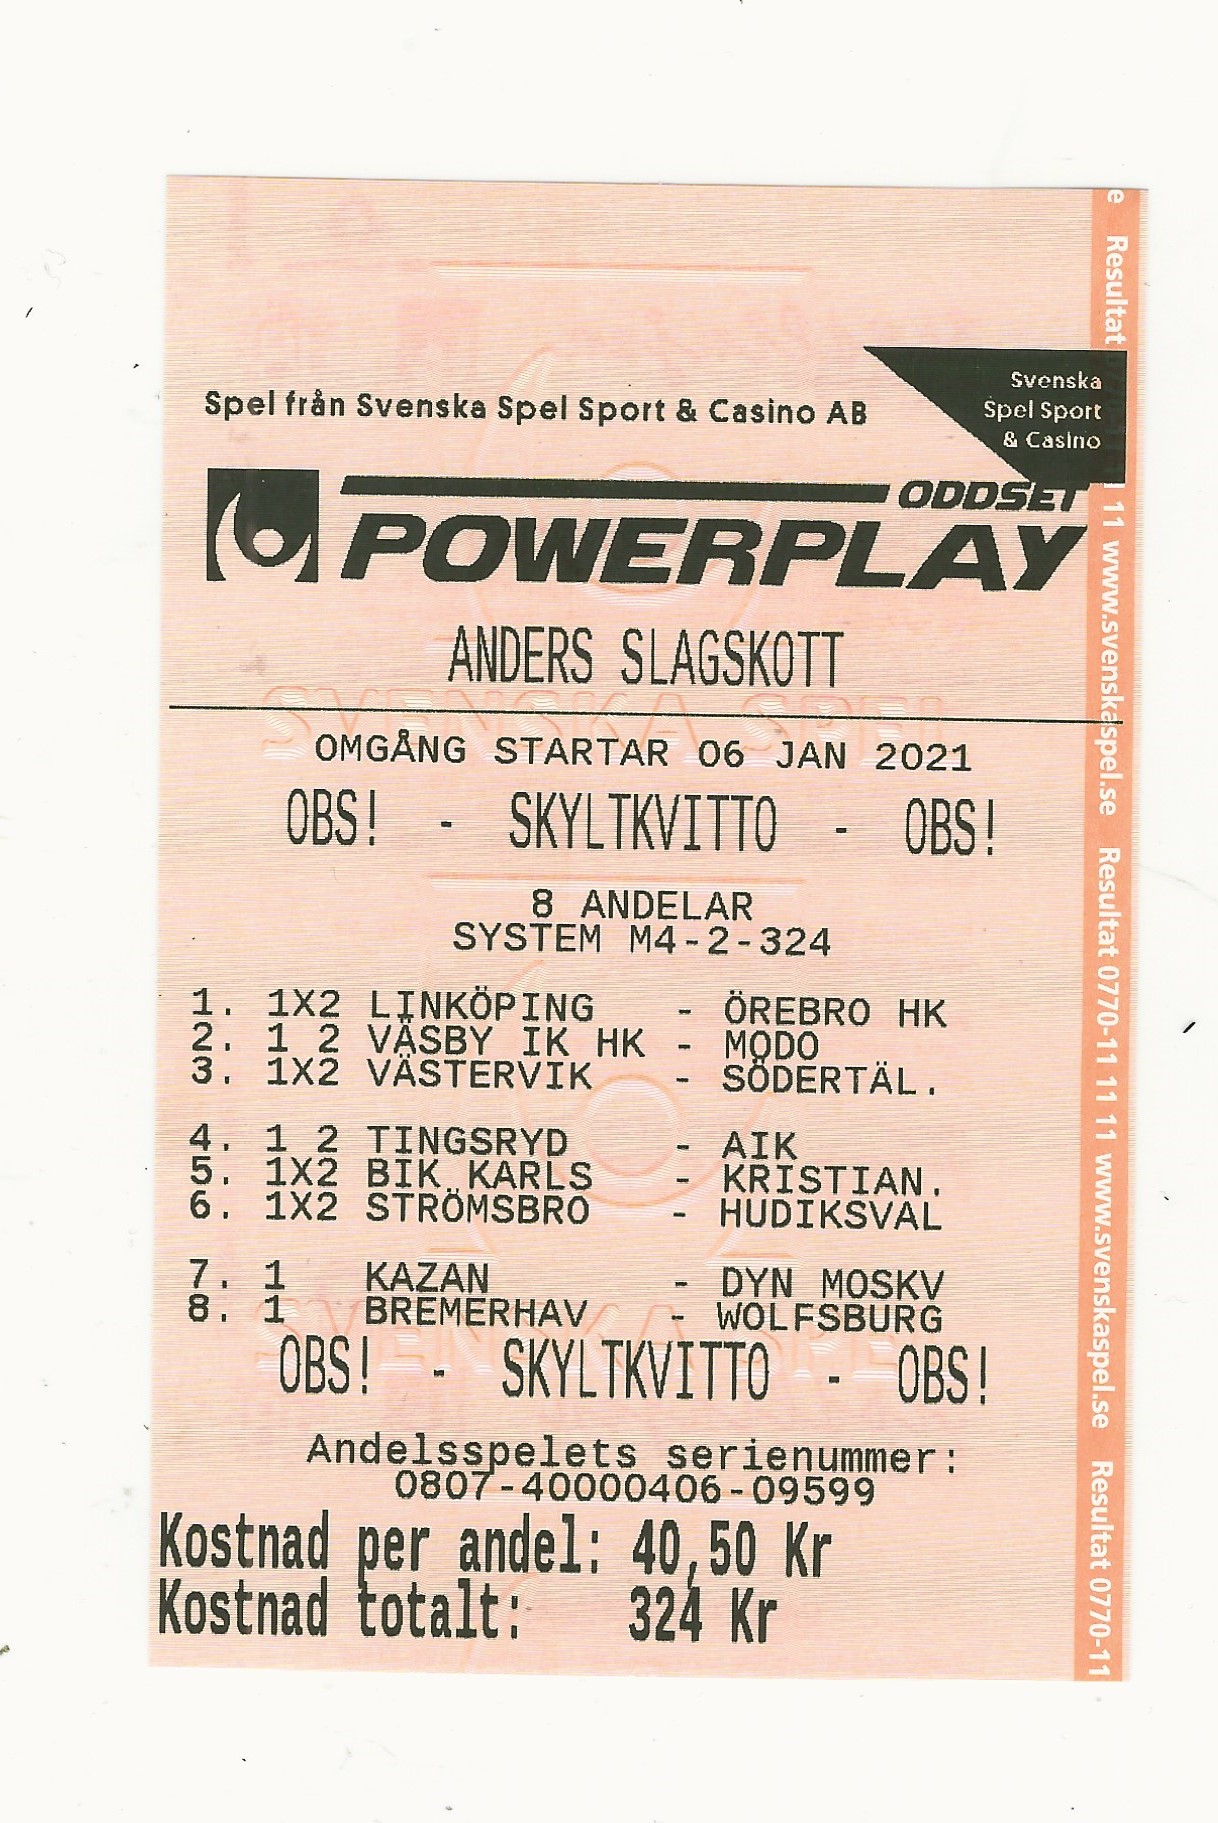 Spel från Svenska Spel Sport & Casino AB
Svenska
Spel Sport
& Casino
ODDSET
POWERPLAY
ANDERS SLAGSKOTT
OMGÅNG STARTAR 06 JAN 2021
OBS! - SKYLTKVITTO - OBS!
8 ANDELAR
SYSTEM M4-2-324
1. 1X2 LINKÖPING - ÖREBRO HK
2. 1 2 VÄSBY IK HK - MODO
3. 1X2 VÄSTERVIK - SÖDERTÄL.
4. 1 2 TINGSRYD - AIK
5. 1X2 BIK KARLS - KRISTIAN.
6. 1X2 STRÖMSBRO - HUDIKSVAL
7. 1 KAZAN - DYN MOSKV
8. 1 BREMERHAV - WOLFSBURG
OBS! - SKYLTKVITTO - OBS!
Andelsspelets serienummer:
0807-40000406-09599
Kostnad per andel: 40,50 Kr
Kostnad totalt: 324 Kr
e Resultat 11 www.svenskaspel.se Resultat 0770-11 11 11 www.svenskaspel.se Resultat 0770-11
SVENSKA SPEL
SVENSKA SPEL